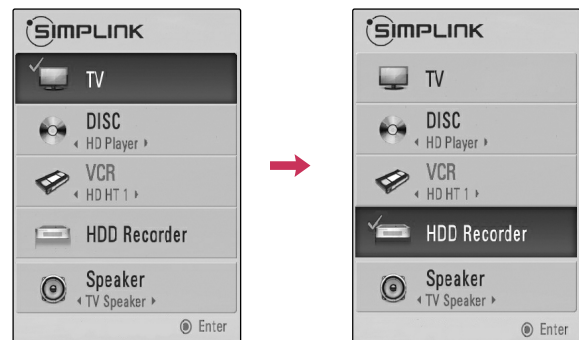 SIMPLINK
TV
DISC
◀ HD Player ▶
VCR
◀ HD HT 1 ▶
HDD Recorder
Speaker
◀ TV Speaker ▶
◉ Enter
SIMPLINK
TV
DISC
◀ HD Player ▶
VCR
◀ HD HT 1 ▶
HDD Recorder
Speaker
◀ TV Speaker ▶
◉ Enter